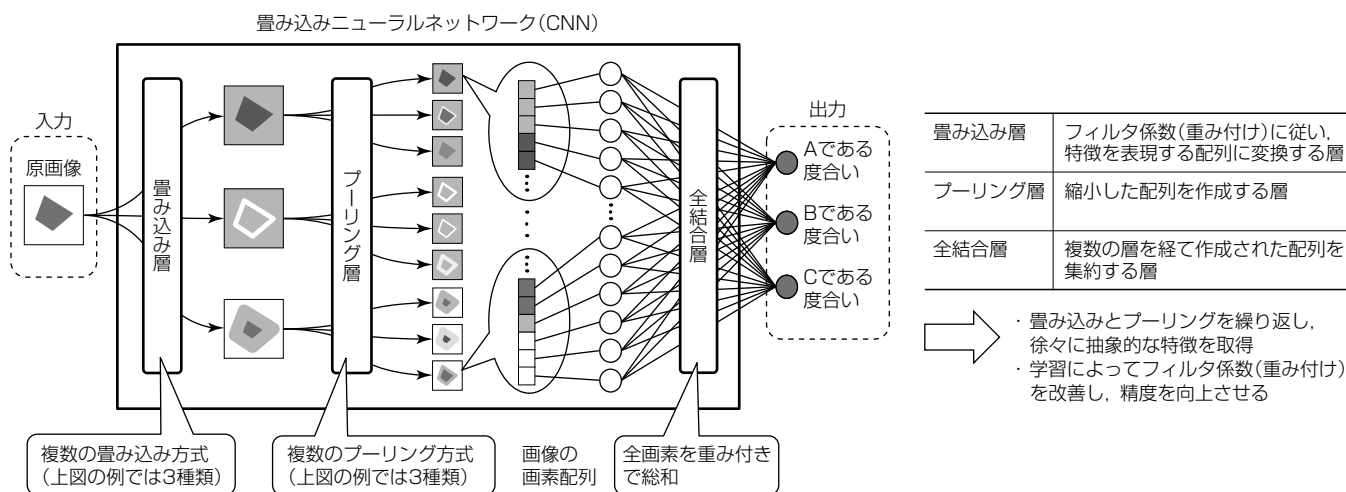 畳み込みニューラルネットワーク(CNN)
入力
原画像
畳み込み層
プーリング層
全結合層
出力
Aである
度合い
Bである
度合い
Cである
度合い
複数の畳み込み方式
(上図の例では3種類)
複数のプーリング方式
(上図の例では3種類)
画像の
画素配列
全画素を重み付き
で総和
畳み込み層
フィルタ係数(重み付け)に従い,
特徴を表現する配列に変換する層
プーリング層
縮小した配列を作成する層
全結合層
複数の層を経て作成された配列を
集約する層
・畳み込みとプーリングを繰り返し,
徐々に抽象的な特徴を取得
・学習によってフィルタ係数(重み付け)
を改善し, 精度を向上させる